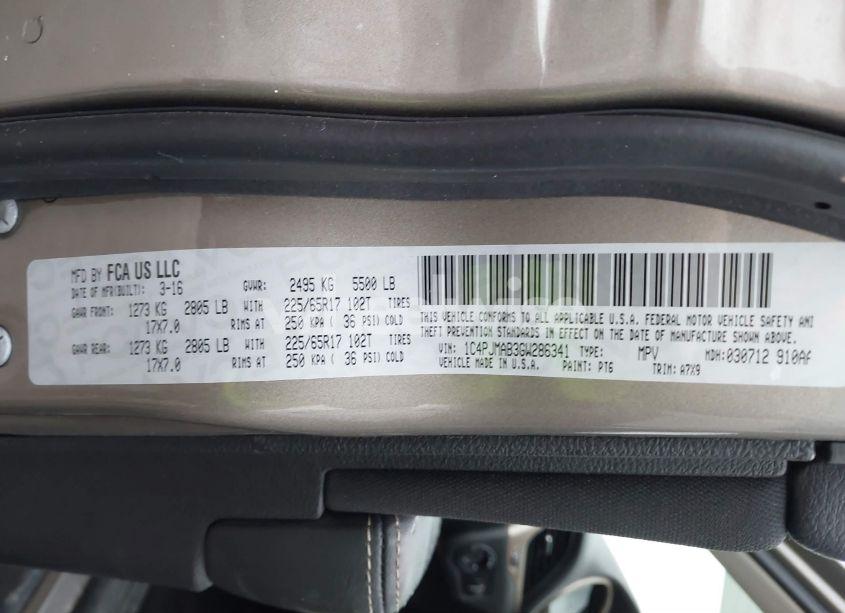 MFD BY FCA US LLC
DATE OF MFR(BUILT): 3-16 GVWR: 2495 KG 5500 LB
GAWR FRONT: 1273 KG 2805 LB WITH 225/65R17 102T TIRES
17X7.0 RIMS AT 250 KPA ( 36 PSI) COLD
GAWR REAR: 1273 KG 2805 LB WITH 225/65R17 102T TIRES
17X7.0 RIMS AT 250 KPA ( 36 PSI) COLD
THIS VEHICLE CONFORMS TO ALL APPLICABLE U.S.A. FEDERAL MOTOR VEHICLE SAFETY AND
THEFT PREVENTION STANDARDS IN EFFECT ON THE DATE OF MANUFACTURE SHOWN ABOVE.
VIN: 1C4PJMAB3GW286341 TYPE: MPV MDH:030712 910AF
VEHICLE MADE IN U.S.A. PAINT: PT6 TRIM: A7X9